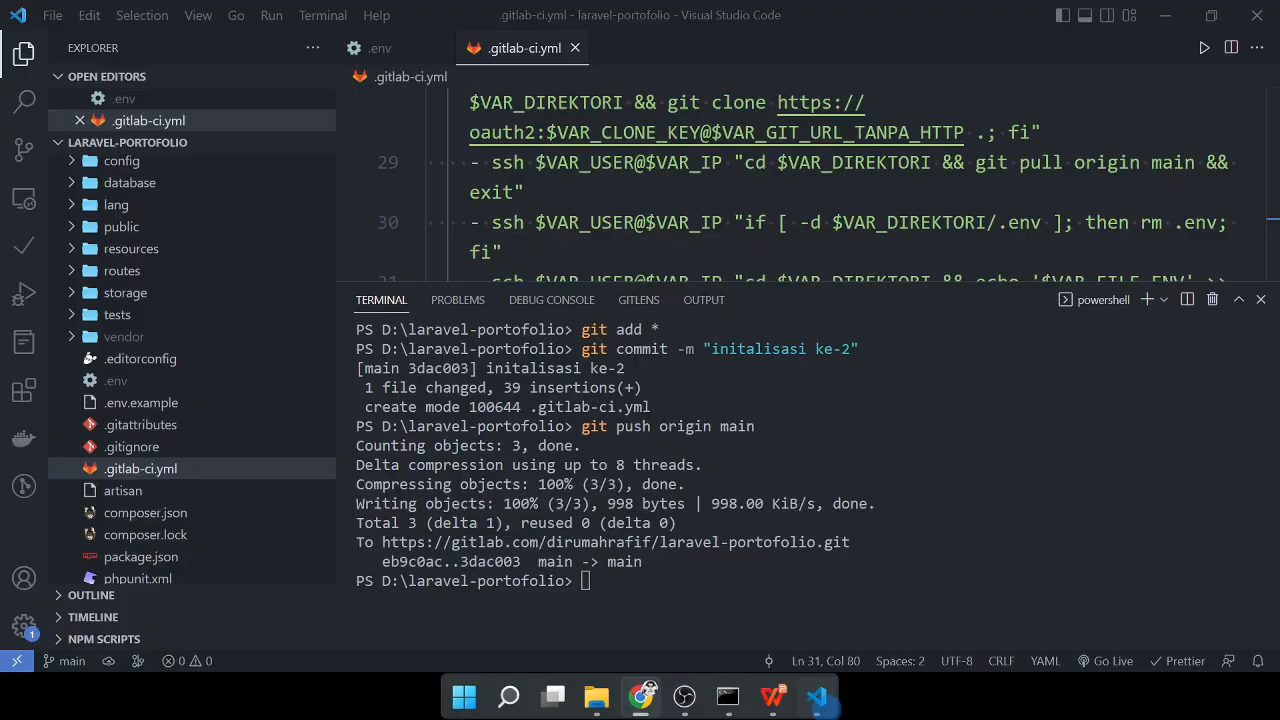 File Edit Selection View Go Run Terminal Help .gitlab-ci.yml - laravel-portofolio - Visual Studio Code
EXPLORER
OPEN EDITORS
.env
.gitlab-ci.yml
LARAVEL-PORTOFOLIO
config
database
lang
public
resources
routes
storage
tests
vendor
.editorconfig
.env
.env.example
.gitattributes
.gitignore
.gitlab-ci.yml
artisan
composer.json
composer.lock
package.json
phpunit.xml
OUTLINE
TIMELINE
NPM SCRIPTS
.env .gitlab-ci.yml
.gitlab-ci.yml
$VAR_DIREKTORI && git clone https://
oauth2:$VAR_CLONE_KEY@$VAR_GIT_URL_TANPA_HTTP .; fi"
29 - ssh $VAR_USER@$VAR_IP "cd $VAR_DIREKTORI && git pull origin main &&
exit"
30 - ssh $VAR_USER@$VAR_IP "if [ -d $VAR_DIREKTORI/.env ]; then rm .env;
fi"
31 - ssh $VAR_USER@$VAR_IP "cd $VAR_DIREKTORI && echo '$VAR_FILE_ENV' >>
TERMINAL PROBLEMS DEBUG CONSOLE GITLENS OUTPUT powershell
PS D:\laravel-portofolio> git add *
PS D:\laravel-portofolio> git commit -m "initalisasi ke-2"
[main 3dac003] initalisasi ke-2
1 file changed, 39 insertions(+)
create mode 100644 .gitlab-ci.yml
PS D:\laravel-portofolio> git push origin main
Counting objects: 3, done.
Delta compression using up to 8 threads.
Compressing objects: 100% (3/3), done.
Writing objects: 100% (3/3), 998 bytes | 998.00 KiB/s, done.
Total 3 (delta 1), reused 0 (delta 0)
To https://gitlab.com/dirumahrafif/laravel-portofolio.git
eb9c0ac..3dac003 main -> main
PS D:\laravel-portofolio>
1
main 0 0 Ln 31, Col 80 Spaces: 2 UTF-8 CRLF YAML Go Live Prettier